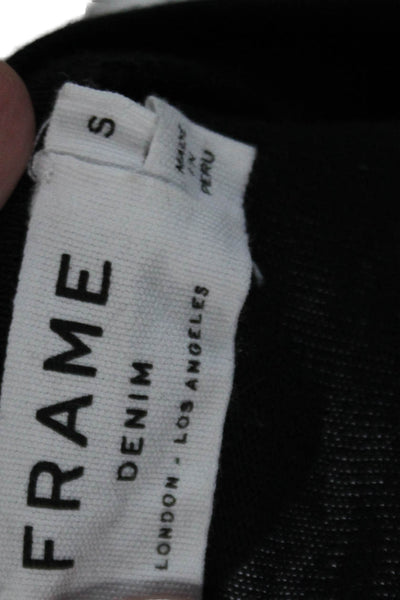 S
MADE
IN
PERU
FRAME
DENIM
LONDON - LOS ANGELES